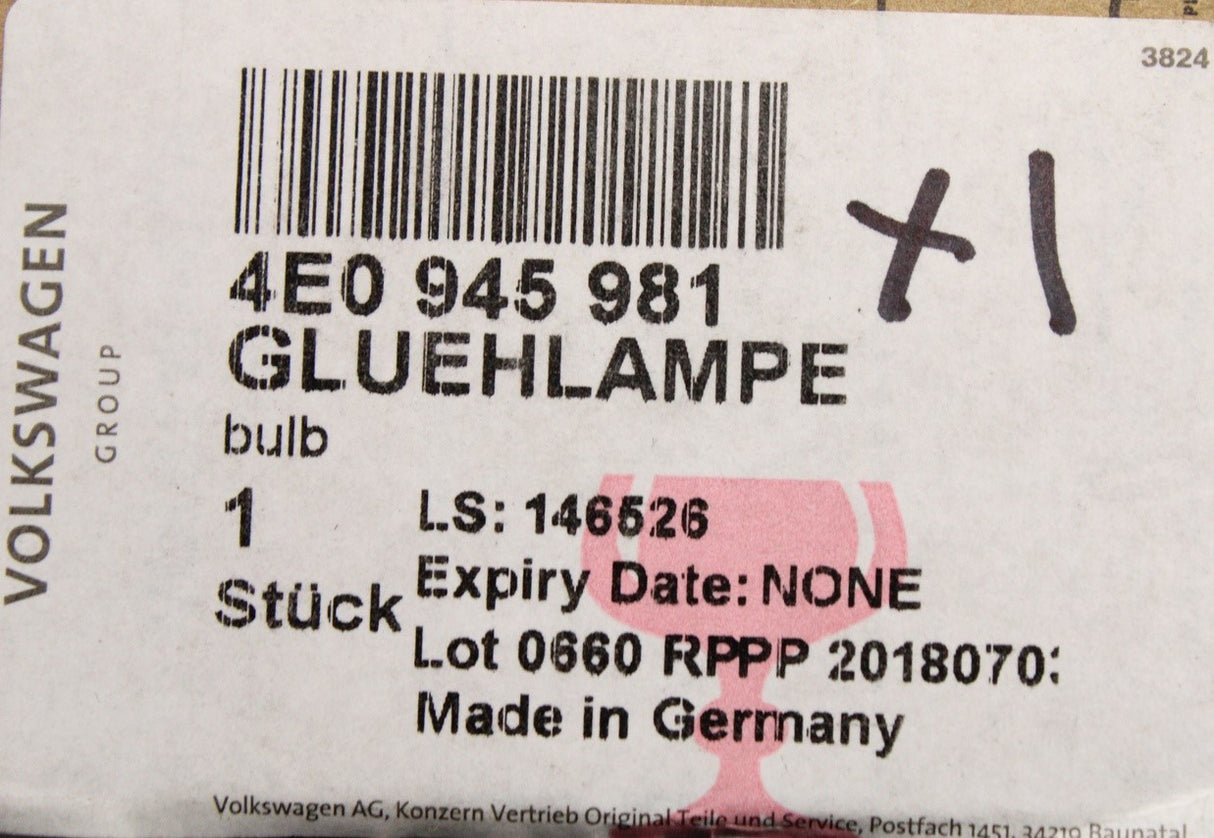 3824
VOLKSWAGEN
GROUP
x1
4E0 945 981
GLUEHLAMPE
bulb
1
Stück
LS: 146526
Expiry Date: NONE
Lot 0660 RPPP
Made in Germany
Volkswagen AG, Konzern Vertrieb Original Teile und Service, Postfach 1451, 34219 Baunatal